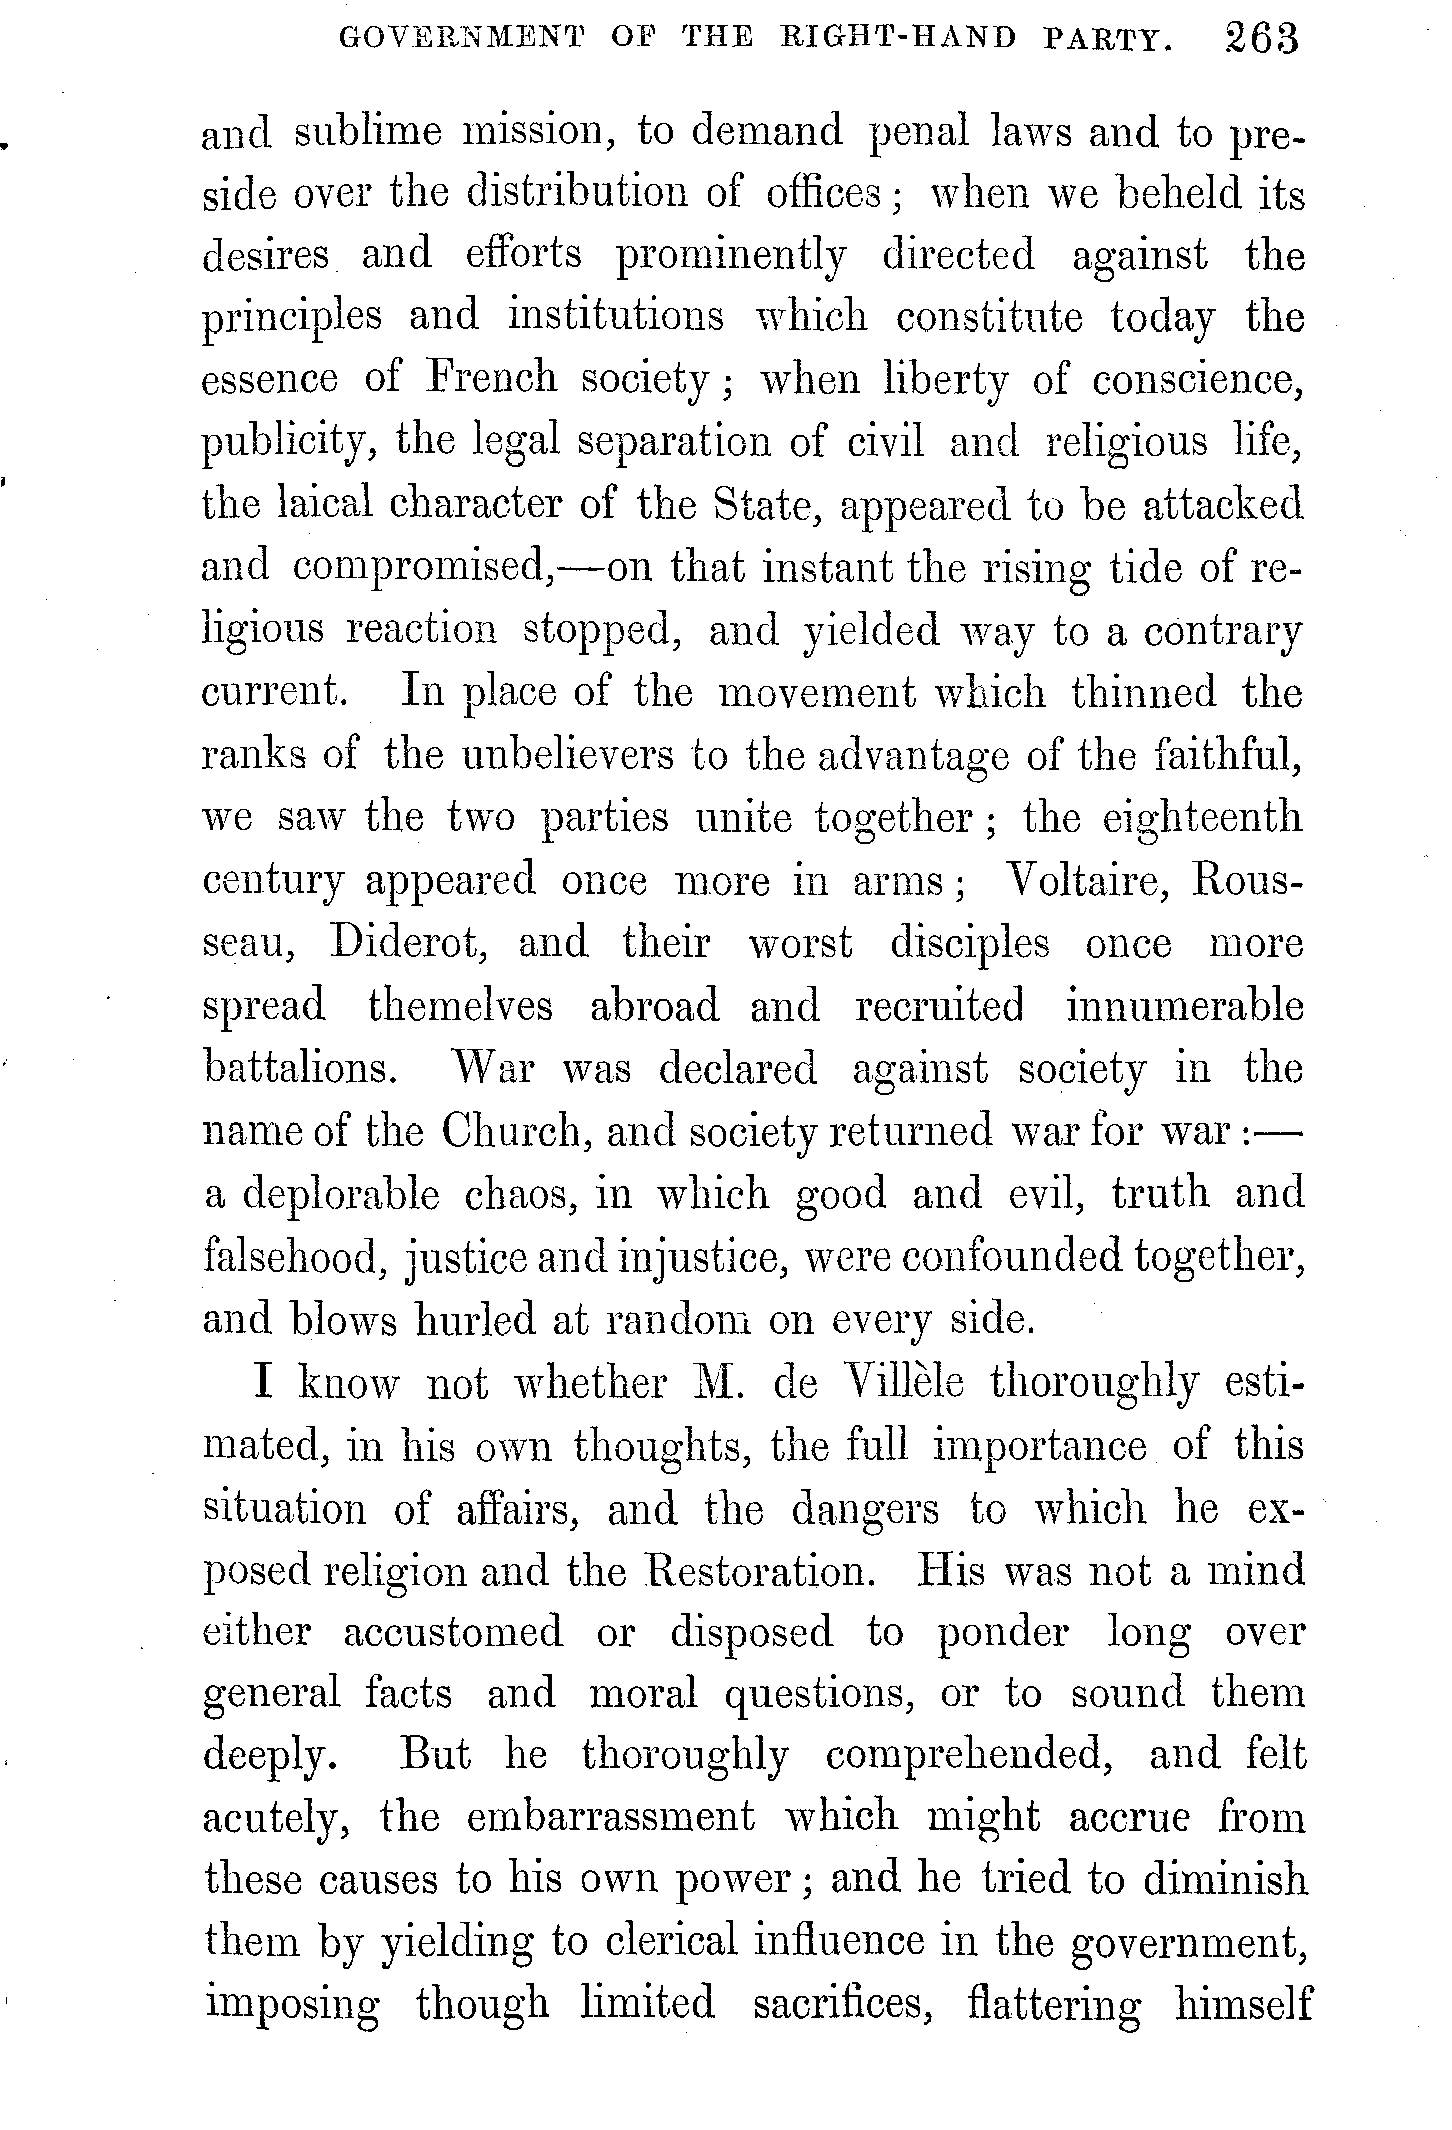 GOVERNMENT OF THE RIGHT-HAND PARTY. 263
and sublime mission, to demand penal laws and to pre-
side over the distribution of offices; when we beheld its
desires and efforts prominently directed against the
principles and institutions which constitute today the
essence of French society; when liberty of conscience,
publicity, the legal separation of civil and religious life,
the laical character of the State, appeared to be attacked
and compromised,—on that instant the rising tide of re-
ligious reaction stopped, and yielded way to a contrary
current. In place of the movement which thinned the
ranks of the unbelievers to the advantage of the faithful,
we saw the two parties unite together; the eighteenth
century appeared once more in arms; Voltaire, Rous-
seau, Diderot, and their worst disciples once more
spread themelves abroad and recruited innumerable
battalions. War was declared against society in the
name of the Church, and society returned war for war:—
a deplorable chaos, in which good and evil, truth and
falsehood, justice and injustice, were confounded together,
and blows hurled at random on every side.
I know not whether M. de Villèle thoroughly esti-
mated, in his own thoughts, the full importance of this
situation of affairs, and the dangers to which he ex-
posed religion and the Restoration. His was not a mind
either accustomed or disposed to ponder long over
general facts and moral questions, or to sound them
deeply. But he thoroughly comprehended, and felt
acutely, the embarrassment which might accrue from
these causes to his own power; and he tried to diminish
them by yielding to clerical influence in the government,
imposing though limited sacrifices, flattering himself